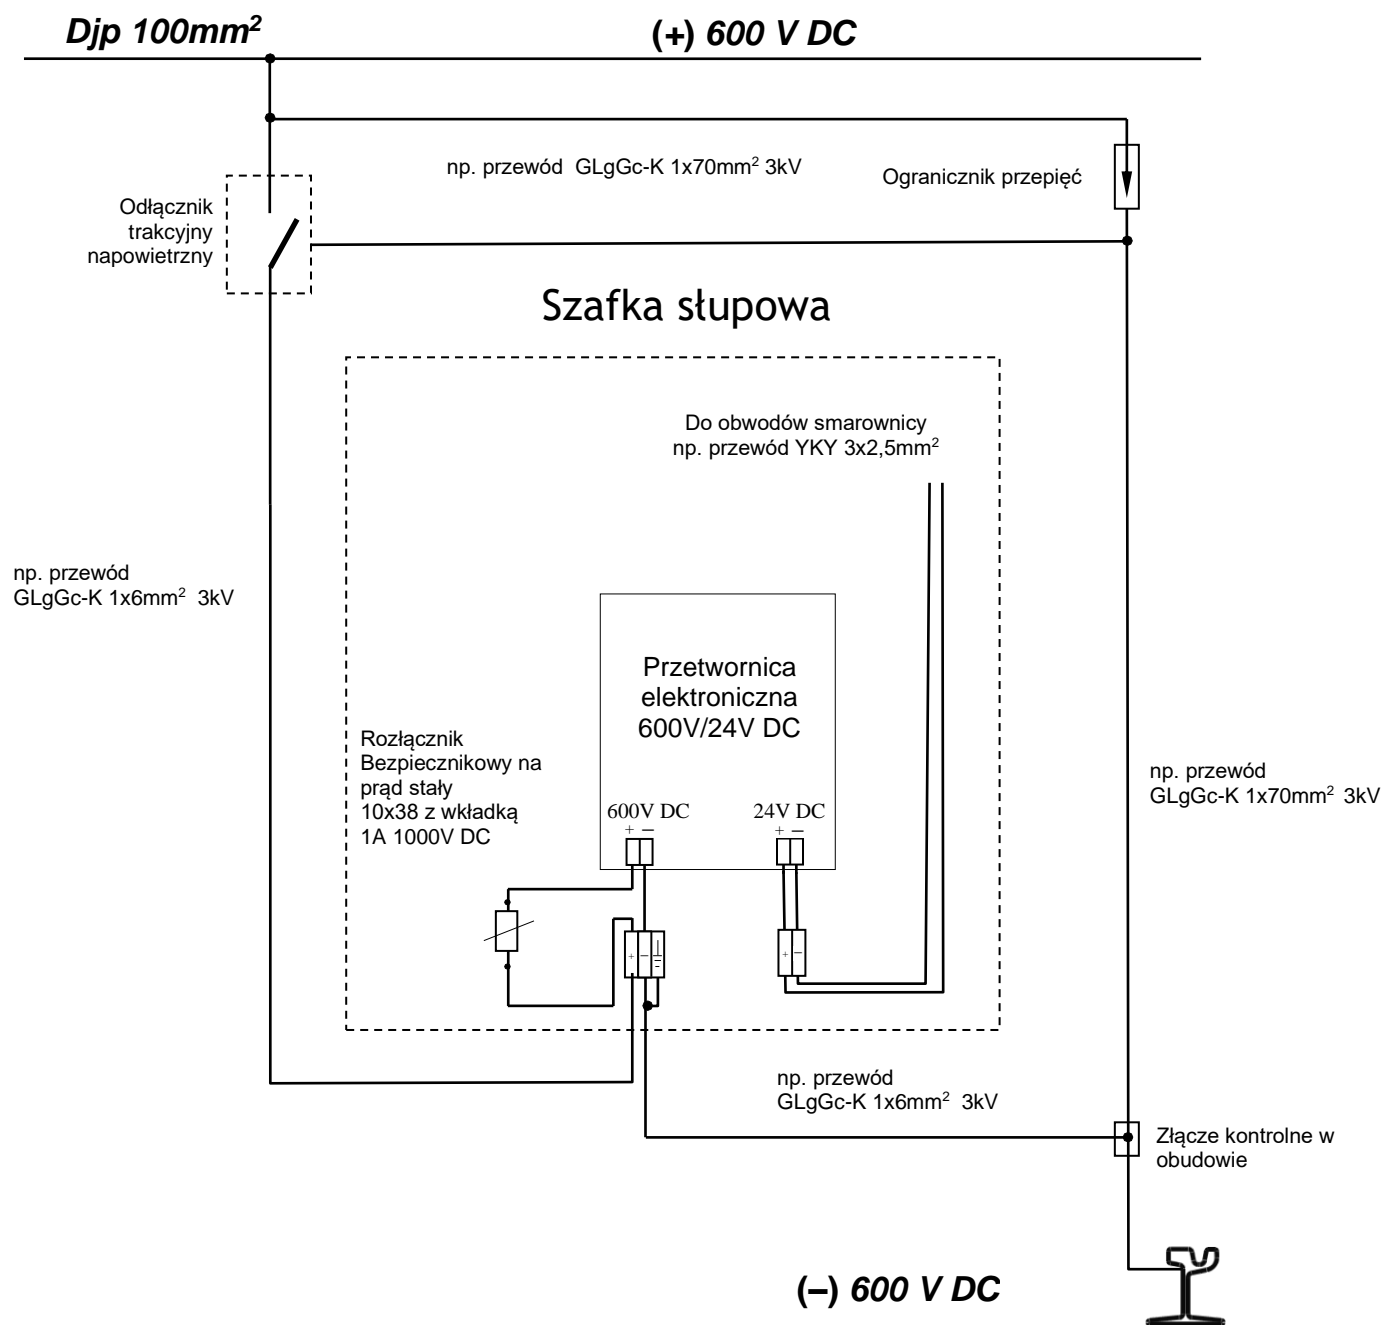 Djp 100mm²
(+) 600 V DC
np. przewód GLgGc-K 1x70mm² 3kV
Ogranicznik przepięć
Odłącznik
trakcyjny
napowietrzny
Szafka słupowa
Do obwodów smarownicy
np. przewód YKY 3x2,5mm²
np. przewód
GLgGc-K 1x6mm² 3kV
Przetwornica
elektroniczna
600V/24V DC
Rozłącznik
Bezpiecznikowy na
prąd stały
10x38 z wkładką
1A 1000V DC
600V DC
+ −
24V DC
+ −
np. przewód
GLgGc-K 1x70mm² 3kV
+ −
+ −
np. przewód
GLgGc-K 1x6mm² 3kV
Złącze kontrolne w
obudowie
(–) 600 V DC